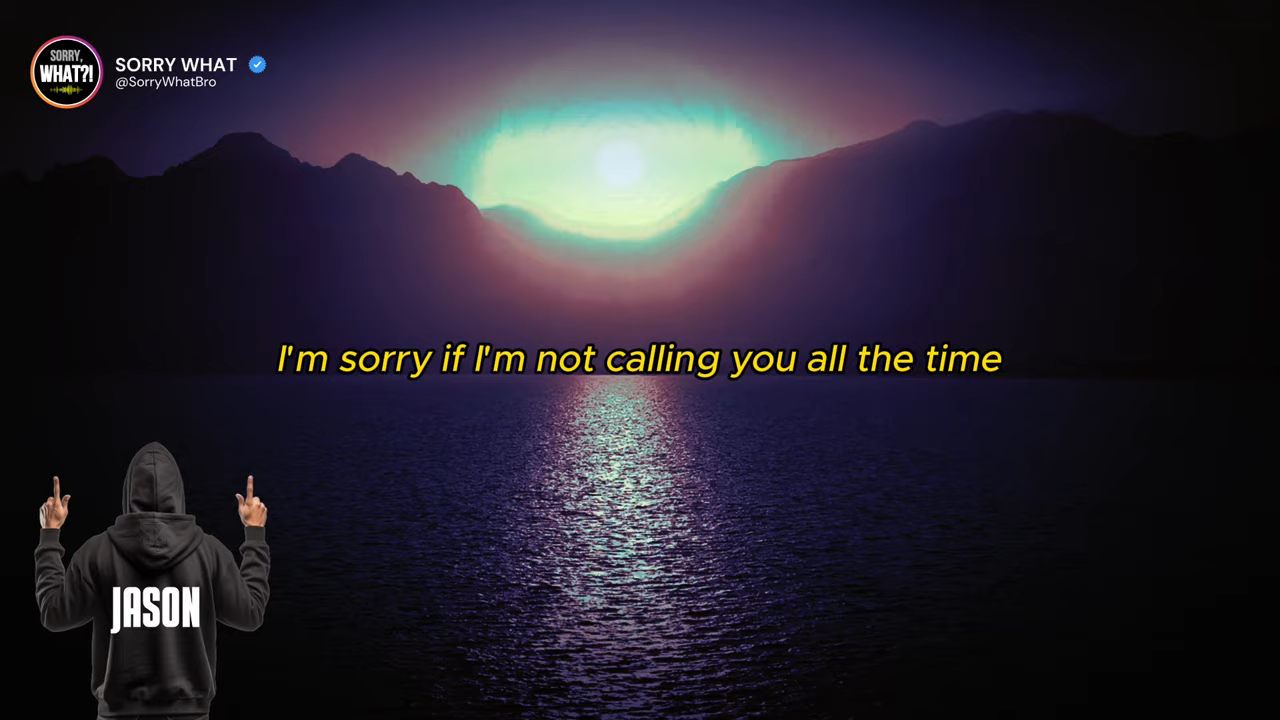 SORRY,
WHAT?!
SORRY WHAT
@SorryWhatBro
I'm sorry if I'm not calling you all the time
JASON